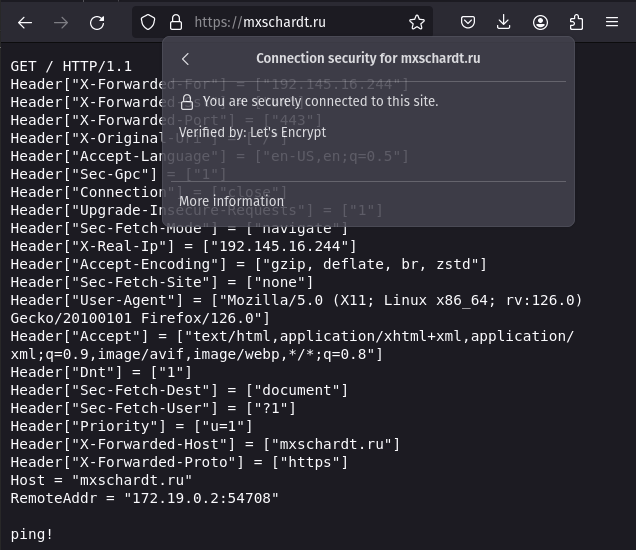 https://mxschardt.ru
Connection security for mxschardt.ru
You are securely connected to this site.
Verified by: Let's Encrypt
More information
GET / HTTP/1.1
Header["X-Forwarded-For"] = ["192.145.16.244"]
Header["X-Forwarded-
Header["X-Forwarded-Port"] = ["443"]
Header["X-Original-Uri"] = ["/"]
Header["Accept-Language"] = ["en-US,en;q=0.5"]
Header["Sec-Gpc"] = ["1"]
Header["Connection"] = ["close"]
Header["Upgrade-Insecure-Requests"] = ["1"]
Header["Sec-Fetch-Mode"] = ["navigate"]
Header["X-Real-Ip"] = ["192.145.16.244"]
Header["Accept-Encoding"] = ["gzip, deflate, br, zstd"]
Header["Sec-Fetch-Site"] = ["none"]
Header["User-Agent"] = ["Mozilla/5.0 (X11; Linux x86_64; rv:126.0)
Gecko/20100101 Firefox/126.0"]
Header["Accept"] = ["text/html,application/xhtml+xml,application/
xml;q=0.9,image/avif,image/webp,*/*;q=0.8"]
Header["Dnt"] = ["1"]
Header["Sec-Fetch-Dest"] = ["document"]
Header["Sec-Fetch-User"] = ["?1"]
Header["Priority"] = ["u=1"]
Header["X-Forwarded-Host"] = ["mxschardt.ru"]
Header["X-Forwarded-Proto"] = ["https"]
Host = "mxschardt.ru"
RemoteAddr = "172.19.0.2:54708"
ping!